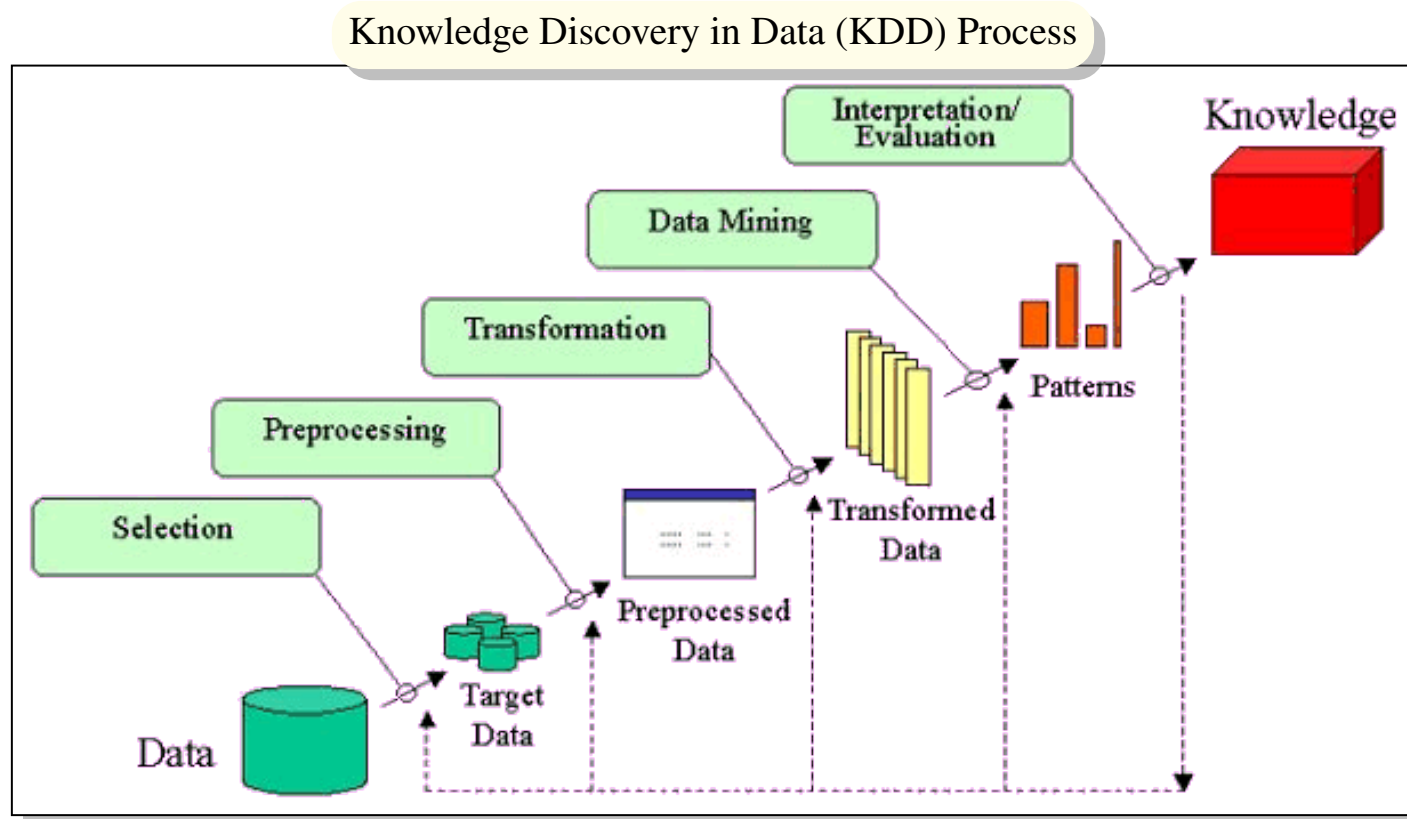 Knowledge Discovery in Data (KDD) Process
Interpretation/
Evaluation
Knowledge
Data Mining
Transformation
Patterns
Preprocessing
Transformed
Data
Selection
Preprocessed
Data
Target
Data
Data